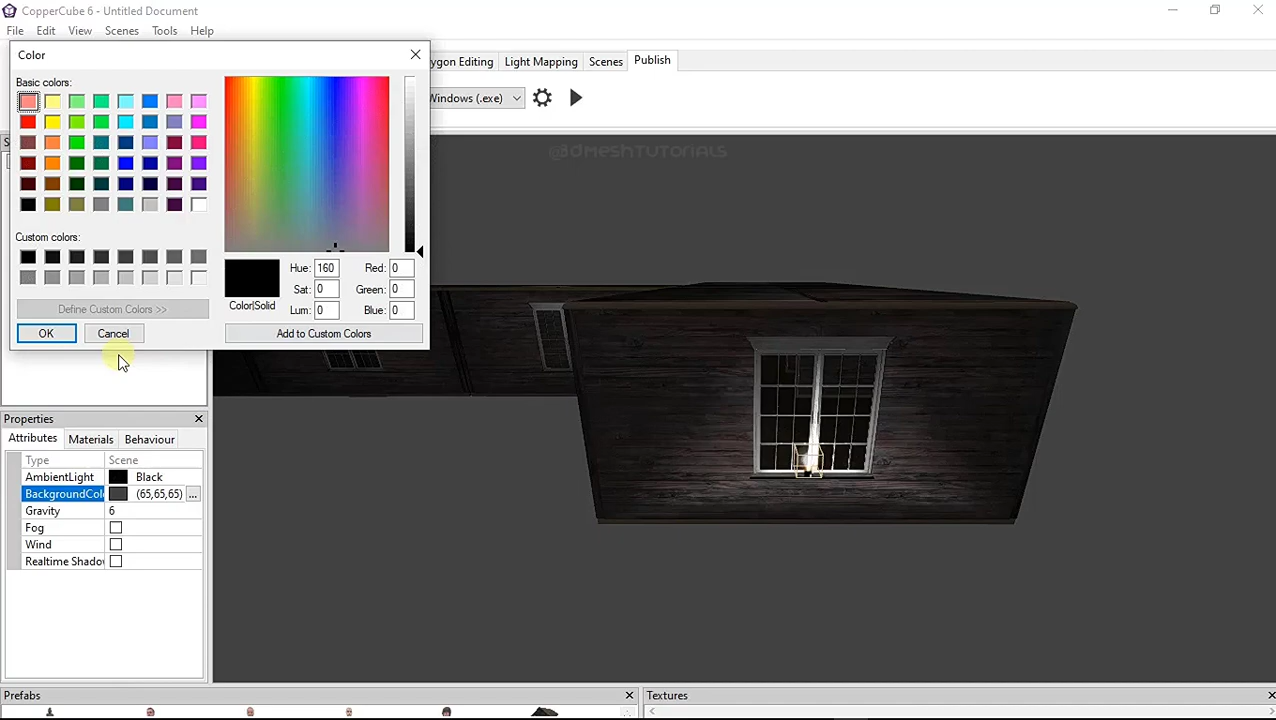 CopperCube 6 - Untitled Document
File Edit View Scenes Tools Help
Color
ygon Editing Light Mapping Scenes Publish
Basic colors:
Windows (.exe)
@3DMESHTUTORIALS
Custom colors:
Hue: 160 Red: 0
Sat: 0 Green: 0
Color|Solid Lum: 0 Blue: 0
Define Custom Colors >>
OK Cancel Add to Custom Colors
Properties
Attributes Materials Behaviour
Type Scene
AmbientLight Black
BackgroundColo (65,65,65) ...
Gravity 6
Fog
Wind
Realtime Shadov
Prefabs Textures